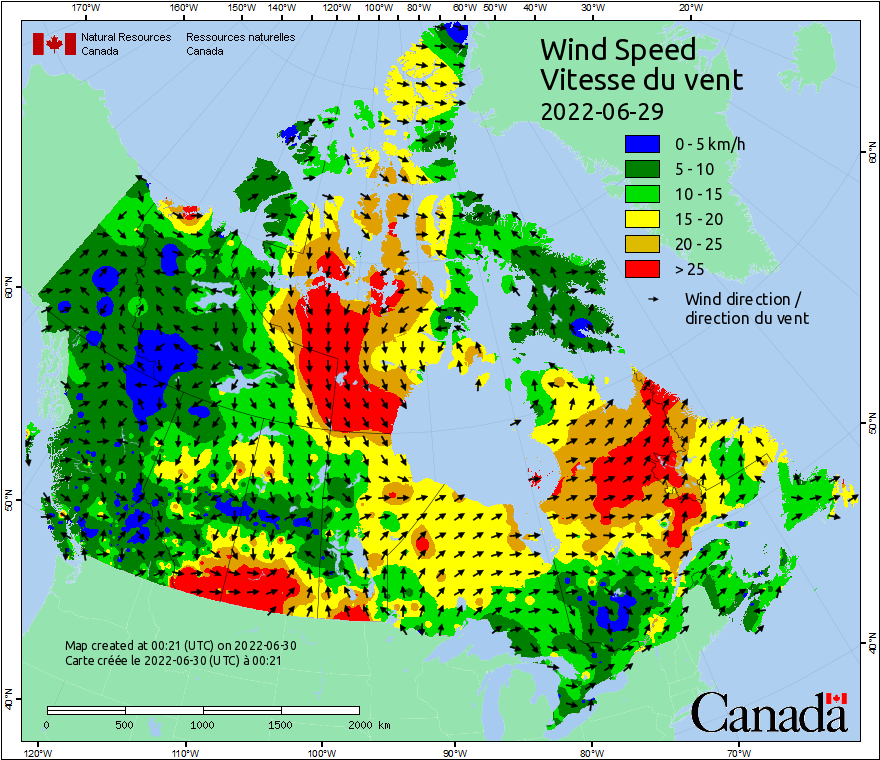 170°W 160°W 150°W 140°W 130°W 120°W 110°W 100°W 90°W 80°W 70°W 60°W 50°W 40°W 30°W 20°W
Natural Resources Canada
Ressources naturelles Canada
Wind Speed
Vitesse du vent
2022-06-29
0 - 5 km/h
5 - 10
10 - 15
15 - 20
20 - 25
> 25
Wind direction /
direction du vent
60°N
50°N
40°N
60°N
50°N
40°N
Map created at 00:21 (UTC) on 2022-06-30
Carte créée le 2022-06-30 (UTC) à 00:21
0 500 1000 1500 2000 km
Canada
120°W 110°W 100°W 90°W 80°W 70°W